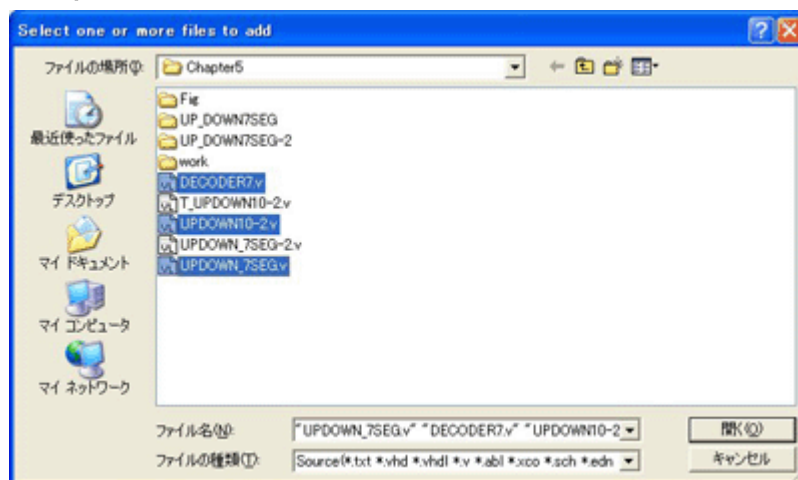 Select one or more files to add
ファイルの場所(I):
Chapter5
Fig
UP_DOWN7SEG
UP_DOWN7SEG-2
work
DECODER7.v
T_UPDOWN10-2.v
UPDOWN10-2.v
UPDOWN_7SEG-2.v
UPDOWN_7SEG.v
最近使ったファイル
デスクトップ
マイ ドキュメント
マイ コンピュータ
マイ ネットワーク
ファイル名(N):
"UPDOWN_7SEG.v" "DECODER7.v" "UPDOWN10-2
開く(O)
ファイルの種類(T):
Source(*.txt *.vhd *.vhdl *.v *.abl *.xco *.sch *.edn
キャンセル